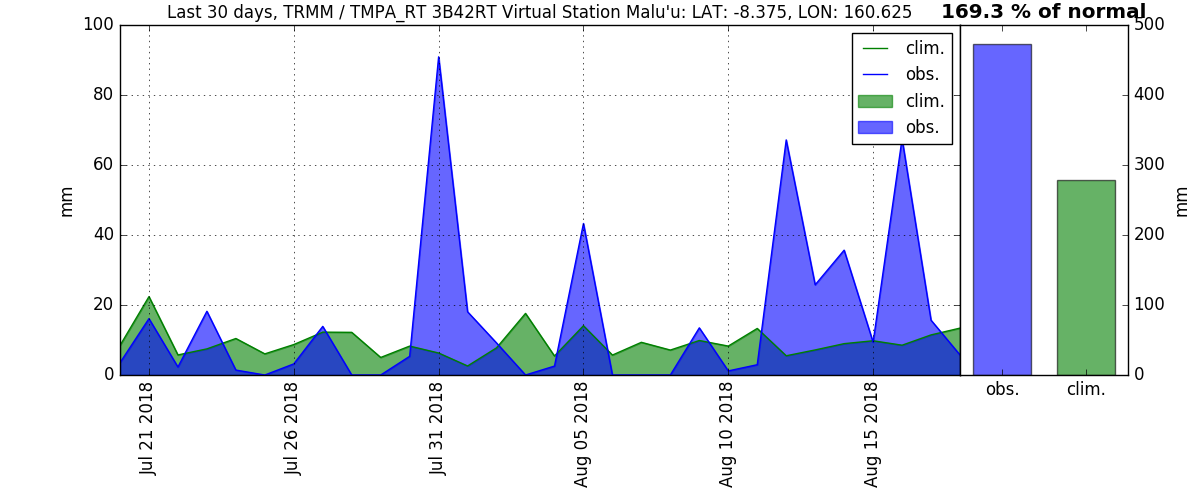 Last 30 days, TRMM / TMPA_RT 3B42RT Virtual Station Malu'u: LAT: -8.375, LON: 160.625
169.3 % of normal
100
80
60
40
20
0
mm
clim.
obs.
clim.
obs.
Jul 21 2018
Jul 26 2018
Jul 31 2018
Aug 05 2018
Aug 10 2018
Aug 15 2018
500
400
300
200
100
0
mm
obs.
clim.